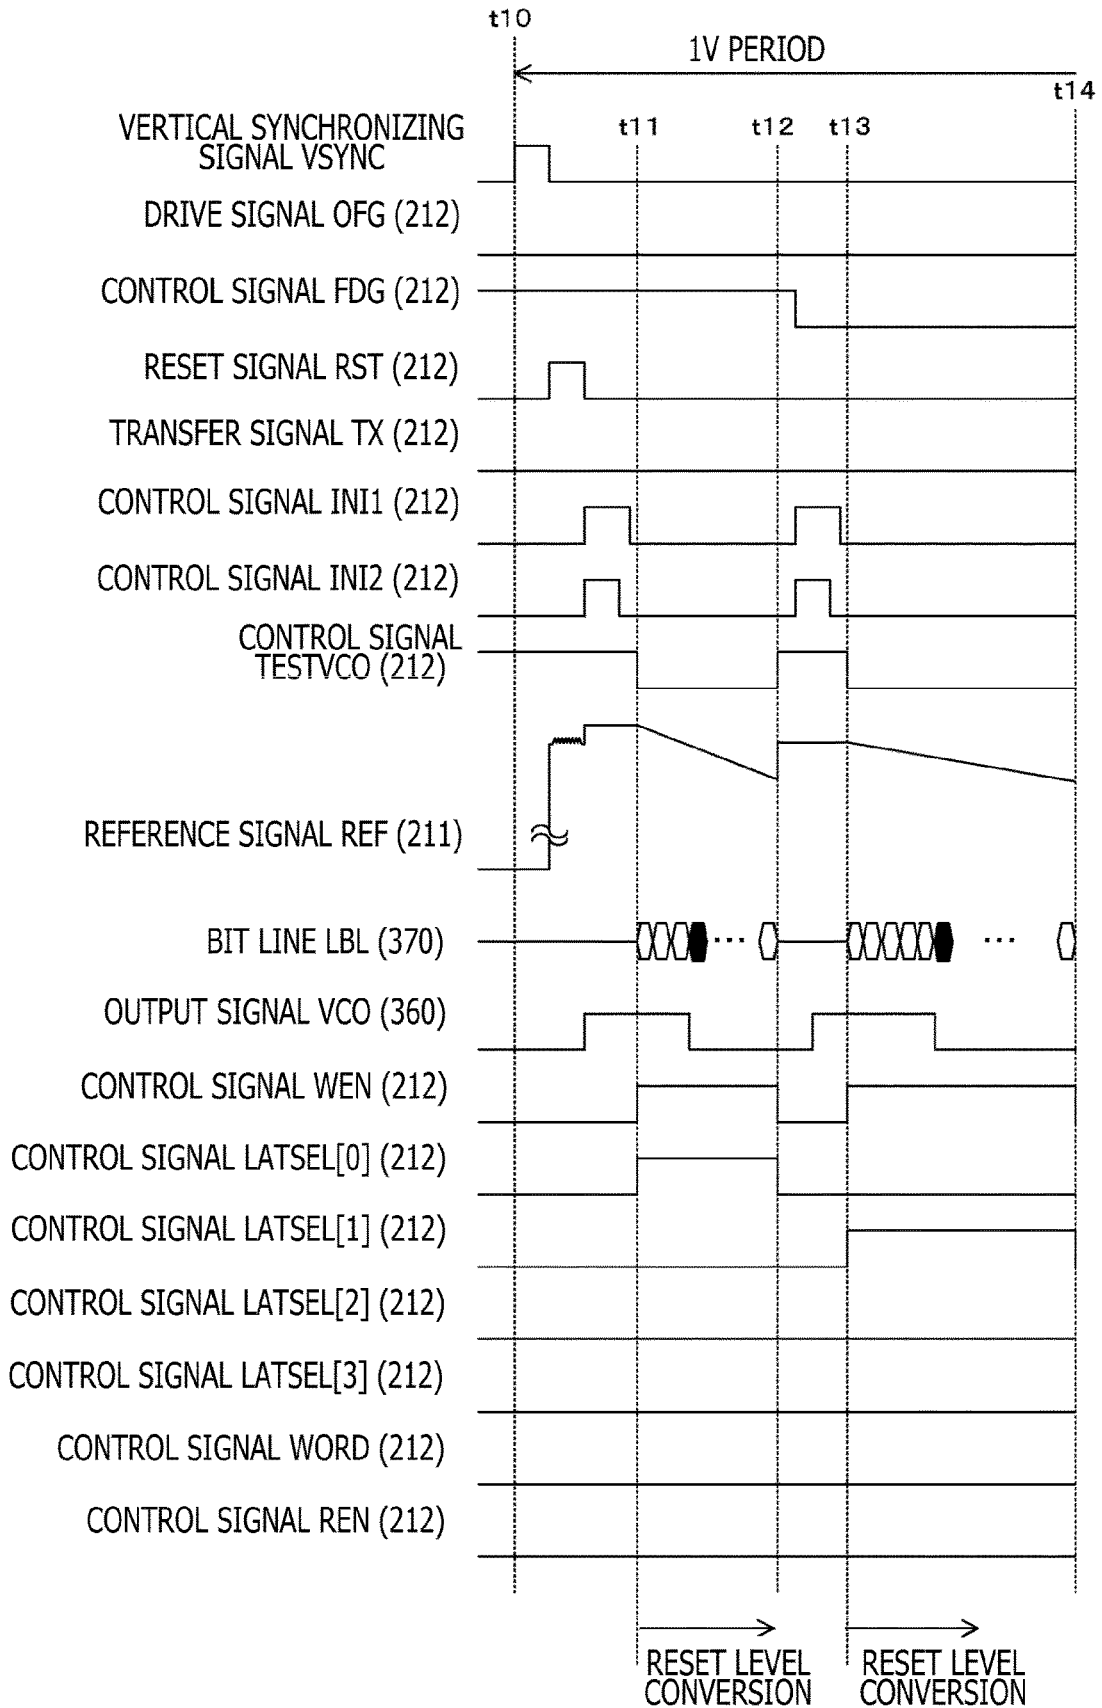 t10
1V PERIOD
t14
t11
t12
t13
VERTICAL SYNCHRONIZING
SIGNAL VSYNC
DRIVE SIGNAL OFG (212)
CONTROL SIGNAL FDG (212)
RESET SIGNAL RST (212)
TRANSFER SIGNAL TX (212)
CONTROL SIGNAL INI1 (212)
CONTROL SIGNAL INI2 (212)
CONTROL SIGNAL
TESTVCO (212)
REFERENCE SIGNAL REF (211)
BIT LINE LBL (370)
...
...
OUTPUT SIGNAL VCO (360)
CONTROL SIGNAL WEN (212)
CONTROL SIGNAL LATSEL[0] (212)
CONTROL SIGNAL LATSEL[1] (212)
CONTROL SIGNAL LATSEL[2] (212)
CONTROL SIGNAL LATSEL[3] (212)
CONTROL SIGNAL WORD (212)
CONTROL SIGNAL REN (212)
RESET LEVEL
CONVERSION
RESET LEVEL
CONVERSION